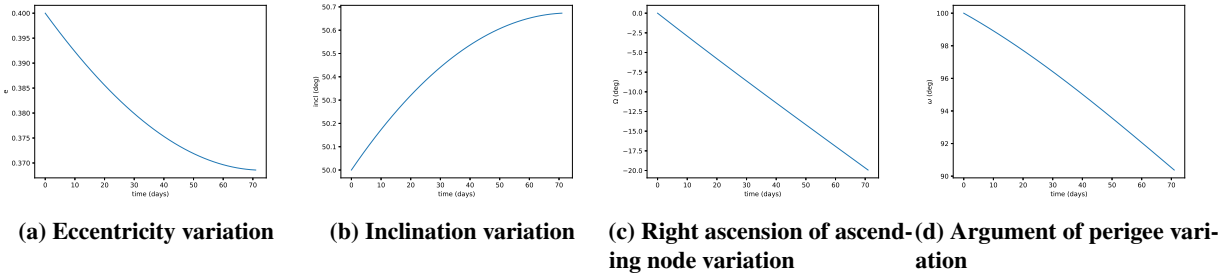 0.400
0.395
0.390
0.385
0.380
0.375
0.370
e
0 10 20 30 40 50 60 70
time (days)
50.7
50.6
50.5
50.4
50.3
50.2
50.1
50.0
incl (deg)
0 10 20 30 40 50 60 70
time (days)
0.0
−2.5
−5.0
−7.5
−10.0
−12.5
−15.0
−17.5
−20.0
Ω (deg)
0 10 20 30 40 50 60 70
time (days)
100
98
96
94
92
90
ω (deg)
0 10 20 30 40 50 60 70
time (days)
(a) Eccentricity variation
(b) Inclination variation
(c) Right ascension of ascend-
ing node variation
(d) Argument of perigee vari-
ation